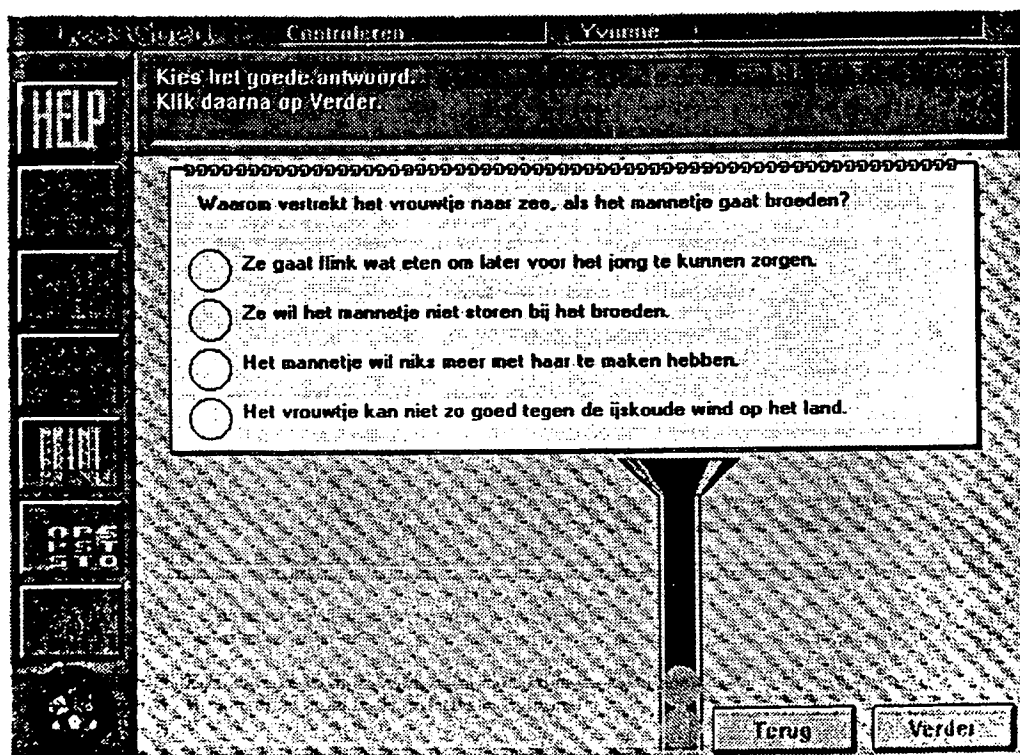 Controleren Yvonne
Kies het goede antwoord.
Klik daarna op Verder.
HELP
Waarom vertrekt het vrouwtje naar zee, als het mannetje gaat broeden?
Ze gaat flink wat eten om later voor het jong te kunnen zorgen.
Ze wil het mannetje niet storen bij het broeden.
Het mannetje wil niks meer met haar te maken hebben.
Het vrouwtje kan niet zo goed tegen de ijskoude wind op het land.
Terug Verder